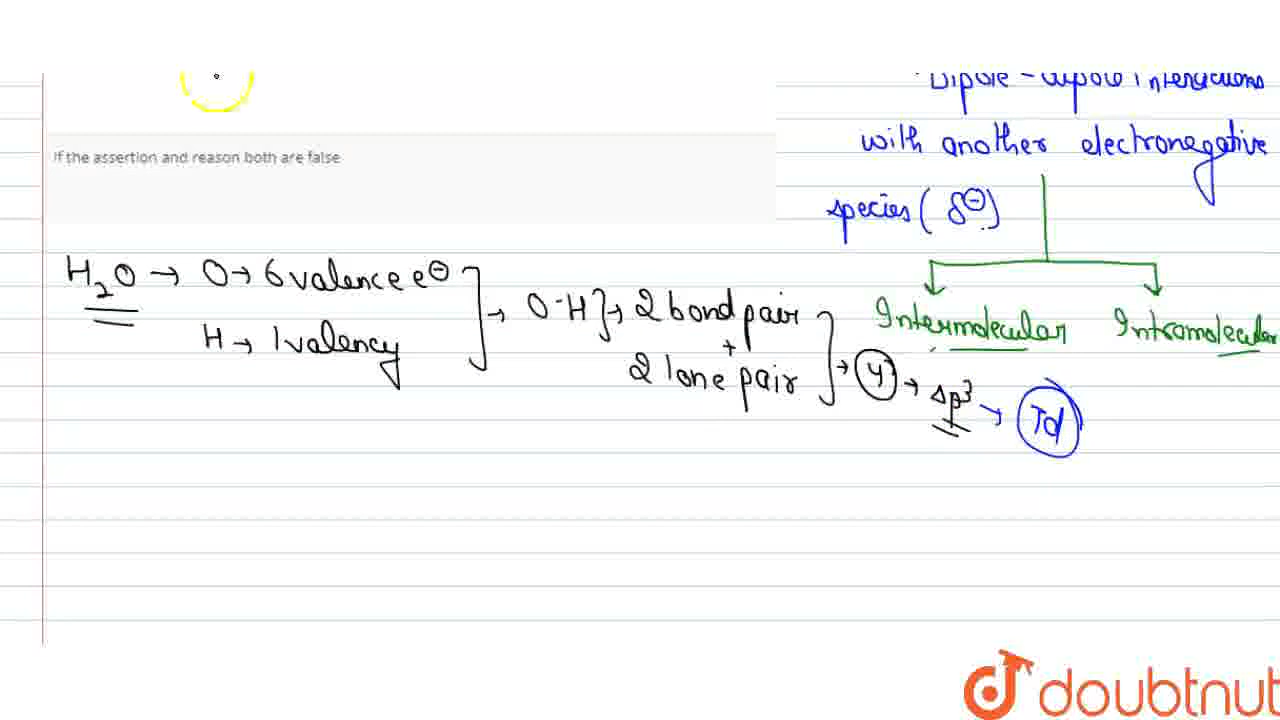 Dipole-dipole interactions
with another electronegative
species (δ⊖)
If the assertion and reason both are false
H₂O → O → 6 valence e⊖
H → 1 valency
→ O-H → 2 bond pair
+
2 lone pair
→ 4 → sp³ → Td
Intermolecular Intramolecular
doubtnut